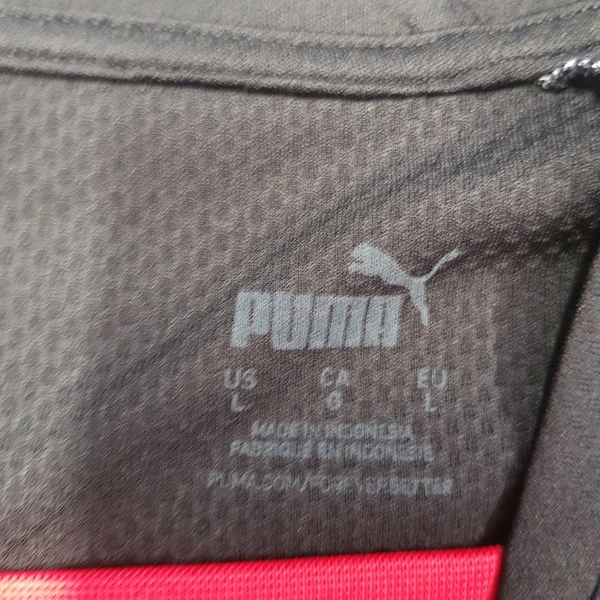 PUMA
US CA EU
L G L
MADE IN INDONESIA
FABRIQUE EN INDONESIE
PUMA.COM/FOREVERBETTER